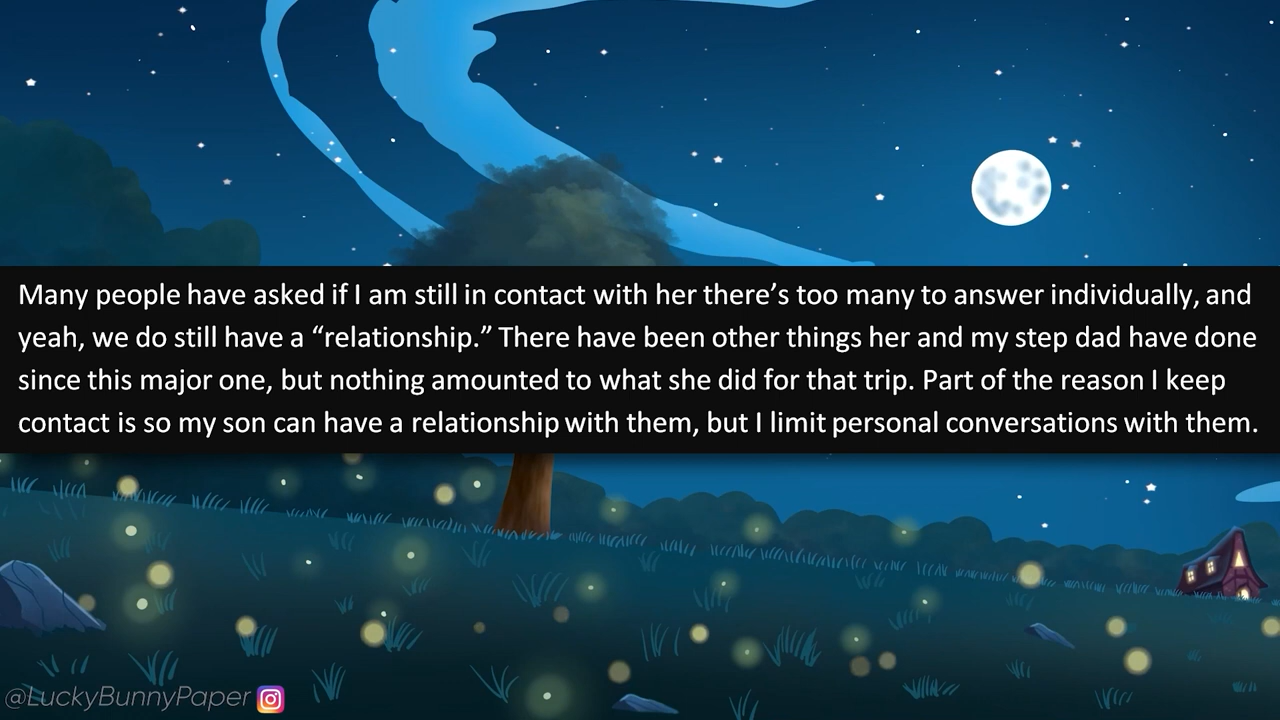 Many people have asked if I am still in contact with her there’s too many to answer individually, and
yeah, we do still have a “relationship.” There have been other things her and my step dad have done
since this major one, but nothing amounted to what she did for that trip. Part of the reason I keep
contact is so my son can have a relationship with them, but I limit personal conversations with them.
@LuckyBunnyPaper